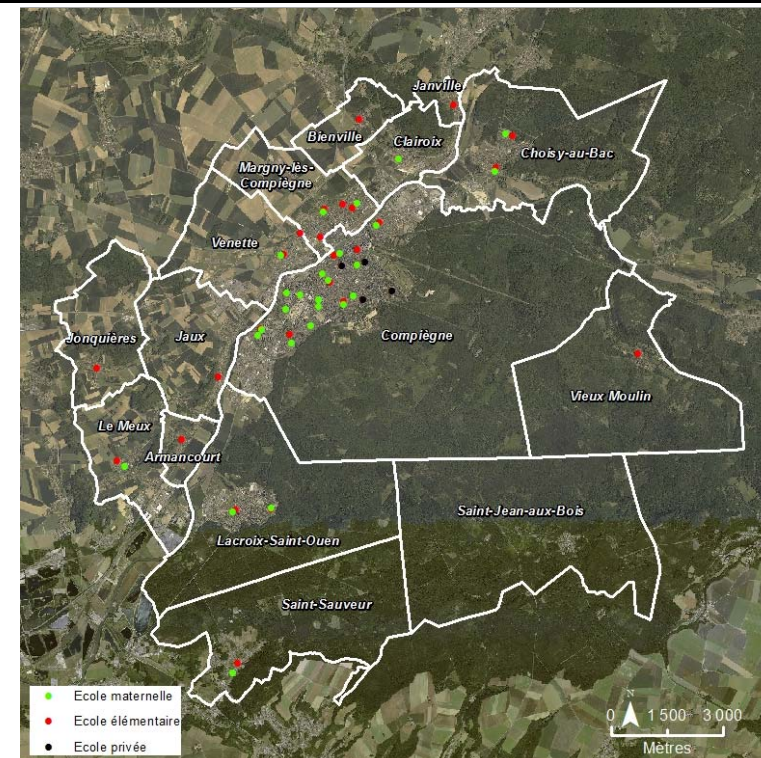 Janville
Bienville
Clairoix
Choisy-au-Bac
Margny-lès-
Compiègne
Venette
Compiègne
Jonquières
Jaux
Vieux Moulin
Le Meux
Armancourt
Saint-Jean-aux-Bois
Lacroix-Saint-Ouen
Saint-Sauveur
Ecole maternelle
Ecole élémentaire
Ecole privée
N
0 1 500 3 000
Mètres